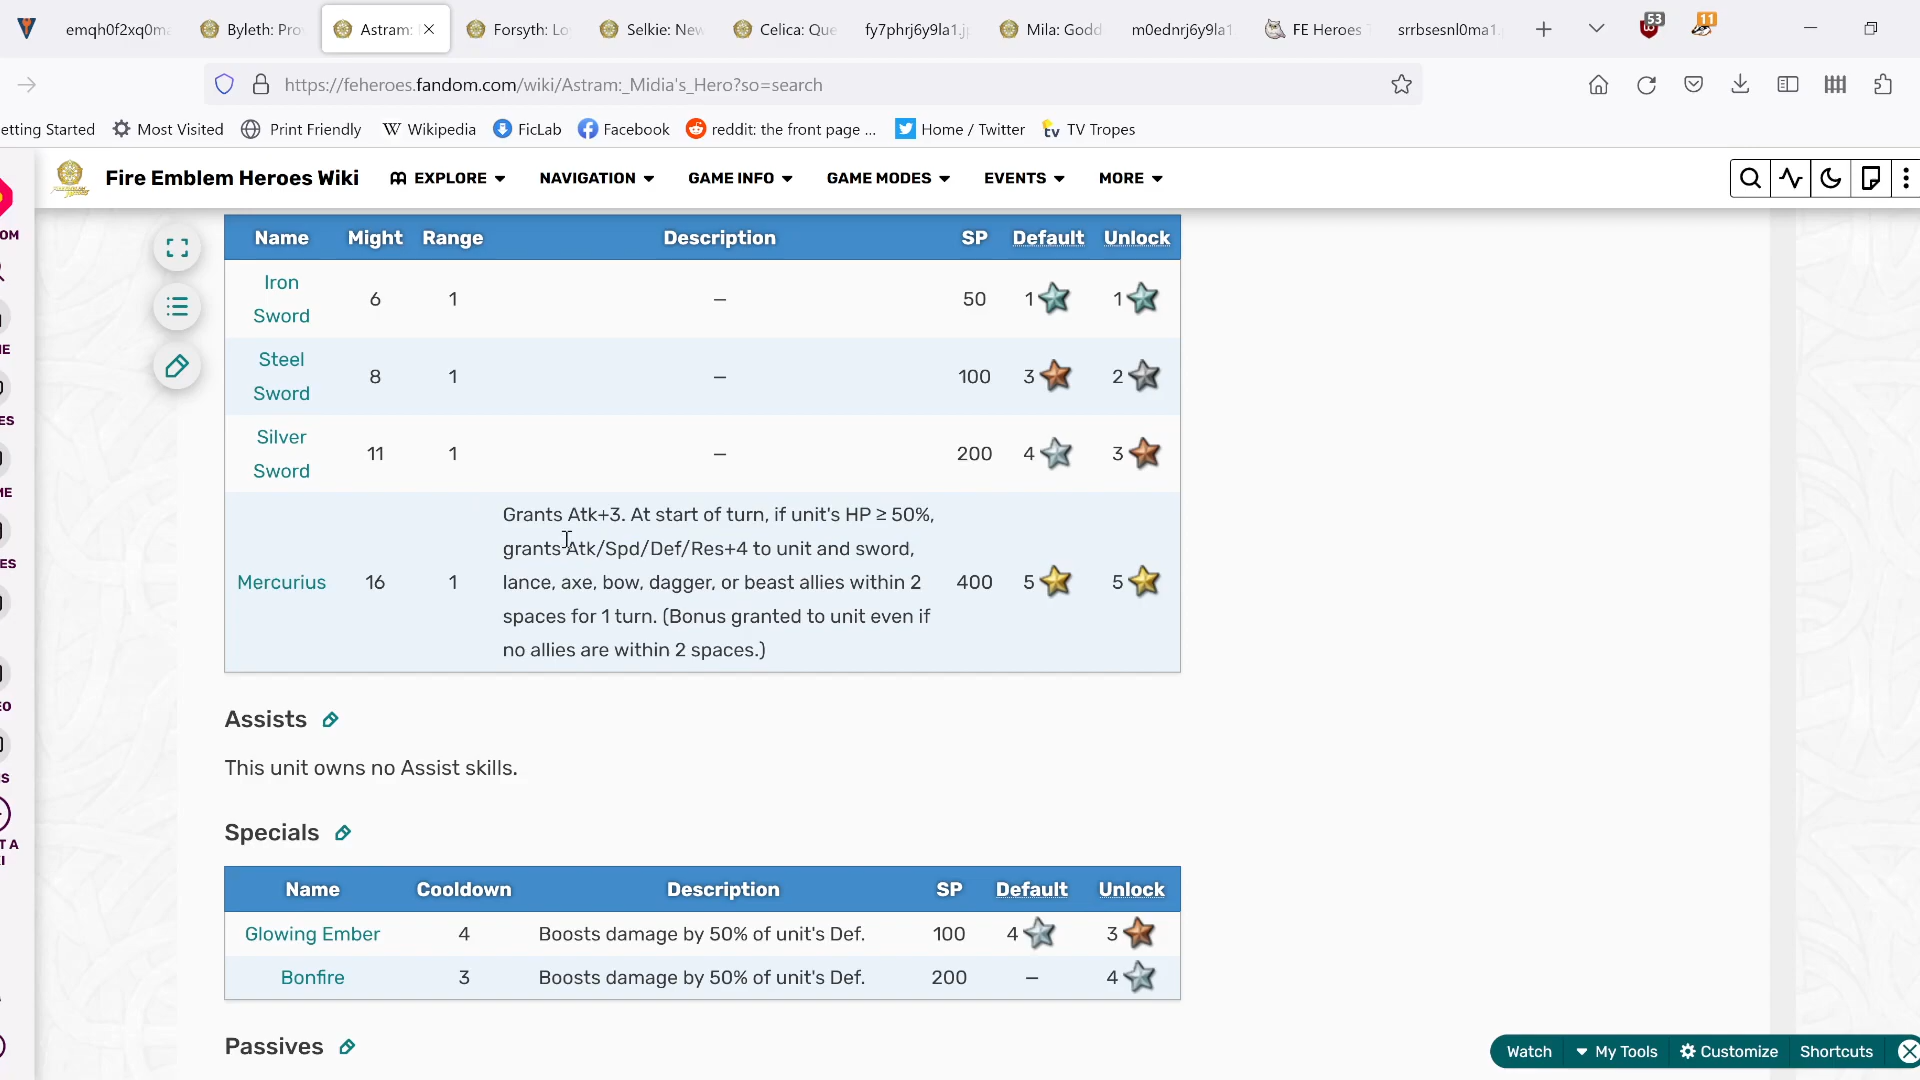 emqh0f2xq0ma
Byleth: Pro
Astram:
Forsyth: Lo
Selkie: New
Celica: Que
fy7phrj6y9la1.j
Mila: Godd
m0ednrj6y9la1
FE Heroes
srrbsesnl0ma1.
53
11
https://feheroes.fandom.com/wiki/Astram:_Midia's_Hero?so=search
etting Started
Most Visited
Print Friendly
Wikipedia
FicLab
Facebook
reddit: the front page ...
Home / Twitter
TV Tropes
Fire Emblem Heroes Wiki
EXPLORE
NAVIGATION
GAME INFO
GAME MODES
EVENTS
MORE
Name Might Range Description SP Default Unlock
Iron
Sword
6 1 – 50 1 1
Steel
Sword
8 1 – 100 3 2
Silver
Sword
11 1 – 200 4 3
Mercurius 16 1
Grants Atk+3. At start of turn, if unit's HP ≥ 50%,
grants Atk/Spd/Def/Res+4 to unit and sword,
lance, axe, bow, dagger, or beast allies within 2
spaces for 1 turn. (Bonus granted to unit even if
no allies are within 2 spaces.)
400 5 5
Assists
This unit owns no Assist skills.
Specials
Name Cooldown Description SP Default Unlock
Glowing Ember 4 Boosts damage by 50% of unit's Def. 100 4 3
Bonfire 3 Boosts damage by 50% of unit's Def. 200 – 4
Passives
Watch
My Tools
Customize
Shortcuts
OM
IE
ES
ME
ES
EO
S
T A
I